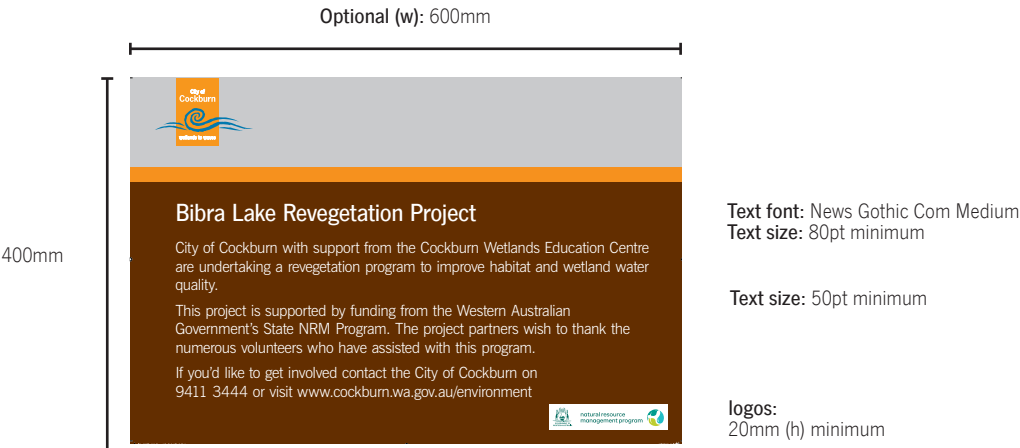 Optional (w): 600mm
City of
Cockburn
wetlands to waves
400mm
Bibra Lake Revegetation Project
City of Cockburn with support from the Cockburn Wetlands Education Centre
are undertaking a revegetation program to improve habitat and wetland water
quality.
This project is supported by funding from the Western Australian
Government's State NRM Program. The project partners wish to thank the
numerous volunteers who have assisted with this program.
If you'd like to get involved contact the City of Cockburn on
9411 3444 or visit www.cockburn.wa.gov.au/environment
natural resource
management program
Text font: News Gothic Com Medium
Text size: 80pt minimum
Text size: 50pt minimum
logos:
20mm (h) minimum